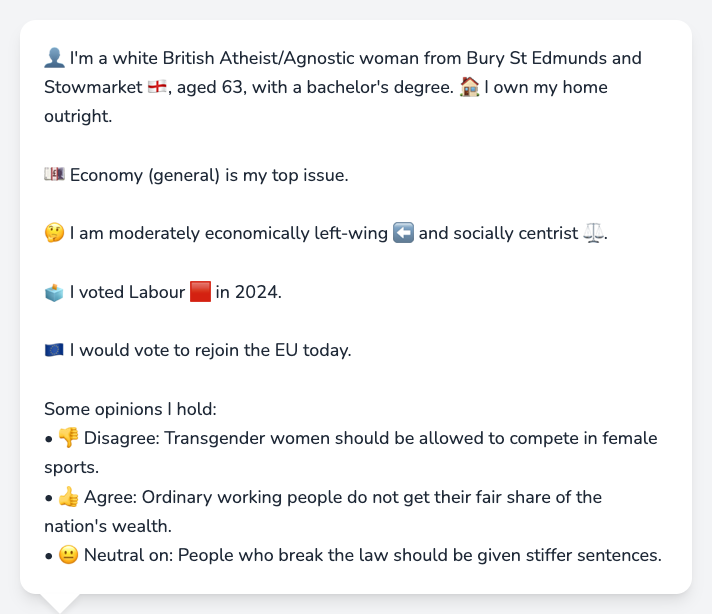 👤 I'm a white British Atheist/Agnostic woman from Bury St Edmunds and
Stowmarket 🏴󠁧󠁢󠁥󠁮󠁧󠁿, aged 63, with a bachelor's degree. 🏠 I own my home
outright.
💷 Economy (general) is my top issue.
🤔 I am moderately economically left-wing ⬅️ and socially centrist ⚖️.
🗳️ I voted Labour 🟥 in 2024.
🇪🇺 I would vote to rejoin the EU today.
Some opinions I hold:
• 👎 Disagree: Transgender women should be allowed to compete in female
sports.
• 👍 Agree: Ordinary working people do not get their fair share of the
nation's wealth.
• 😐 Neutral on: People who break the law should be given stiffer sentences.